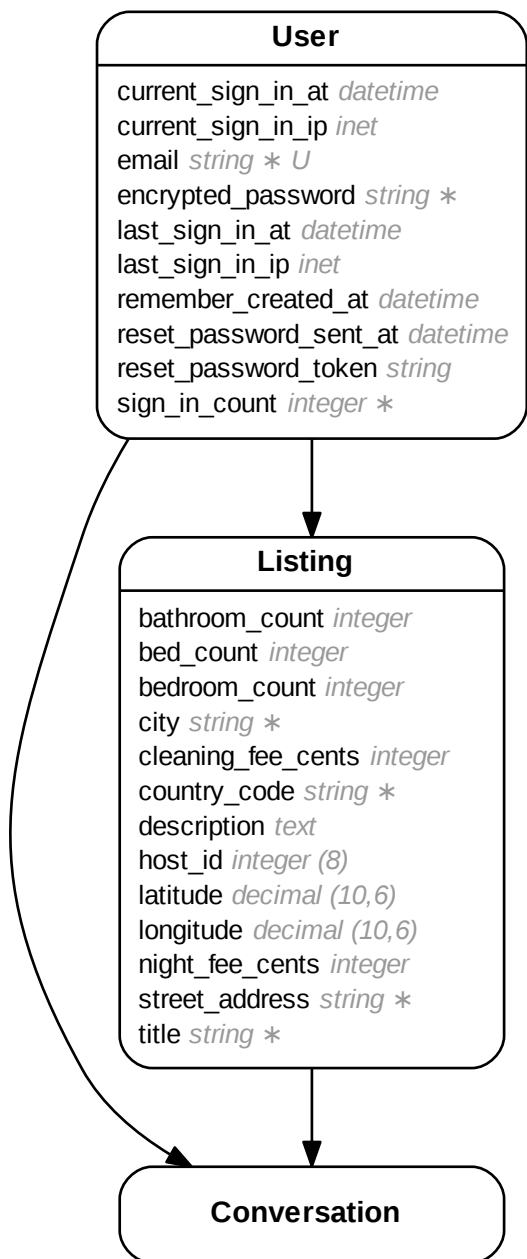 User
current_sign_in_at datetime
current_sign_in_ip inet
email string ∗ U
encrypted_password string ∗
last_sign_in_at datetime
last_sign_in_ip inet
remember_created_at datetime
reset_password_sent_at datetime
reset_password_token string
sign_in_count integer ∗
Listing
bathroom_count integer
bed_count integer
bedroom_count integer
city string ∗
cleaning_fee_cents integer
country_code string ∗
description text
host_id integer (8)
latitude decimal (10,6)
longitude decimal (10,6)
night_fee_cents integer
street_address string ∗
title string ∗
Conversation